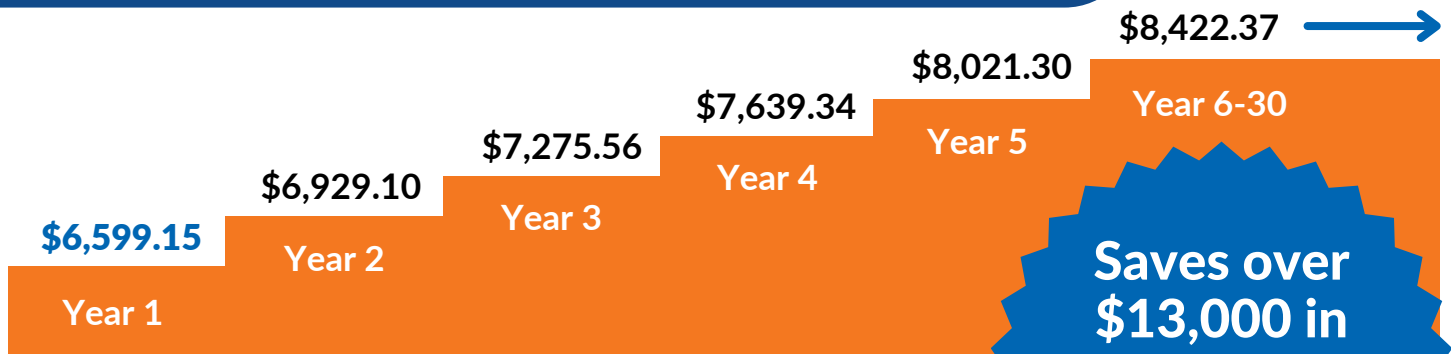 $8,422.37
$8,021.30
Year 6-30
$7,639.34
Year 5
$7,275.56
Year 4
$6,929.10
Year 3
$6,599.15
Year 2
Year 1
Saves over
$13,000 in